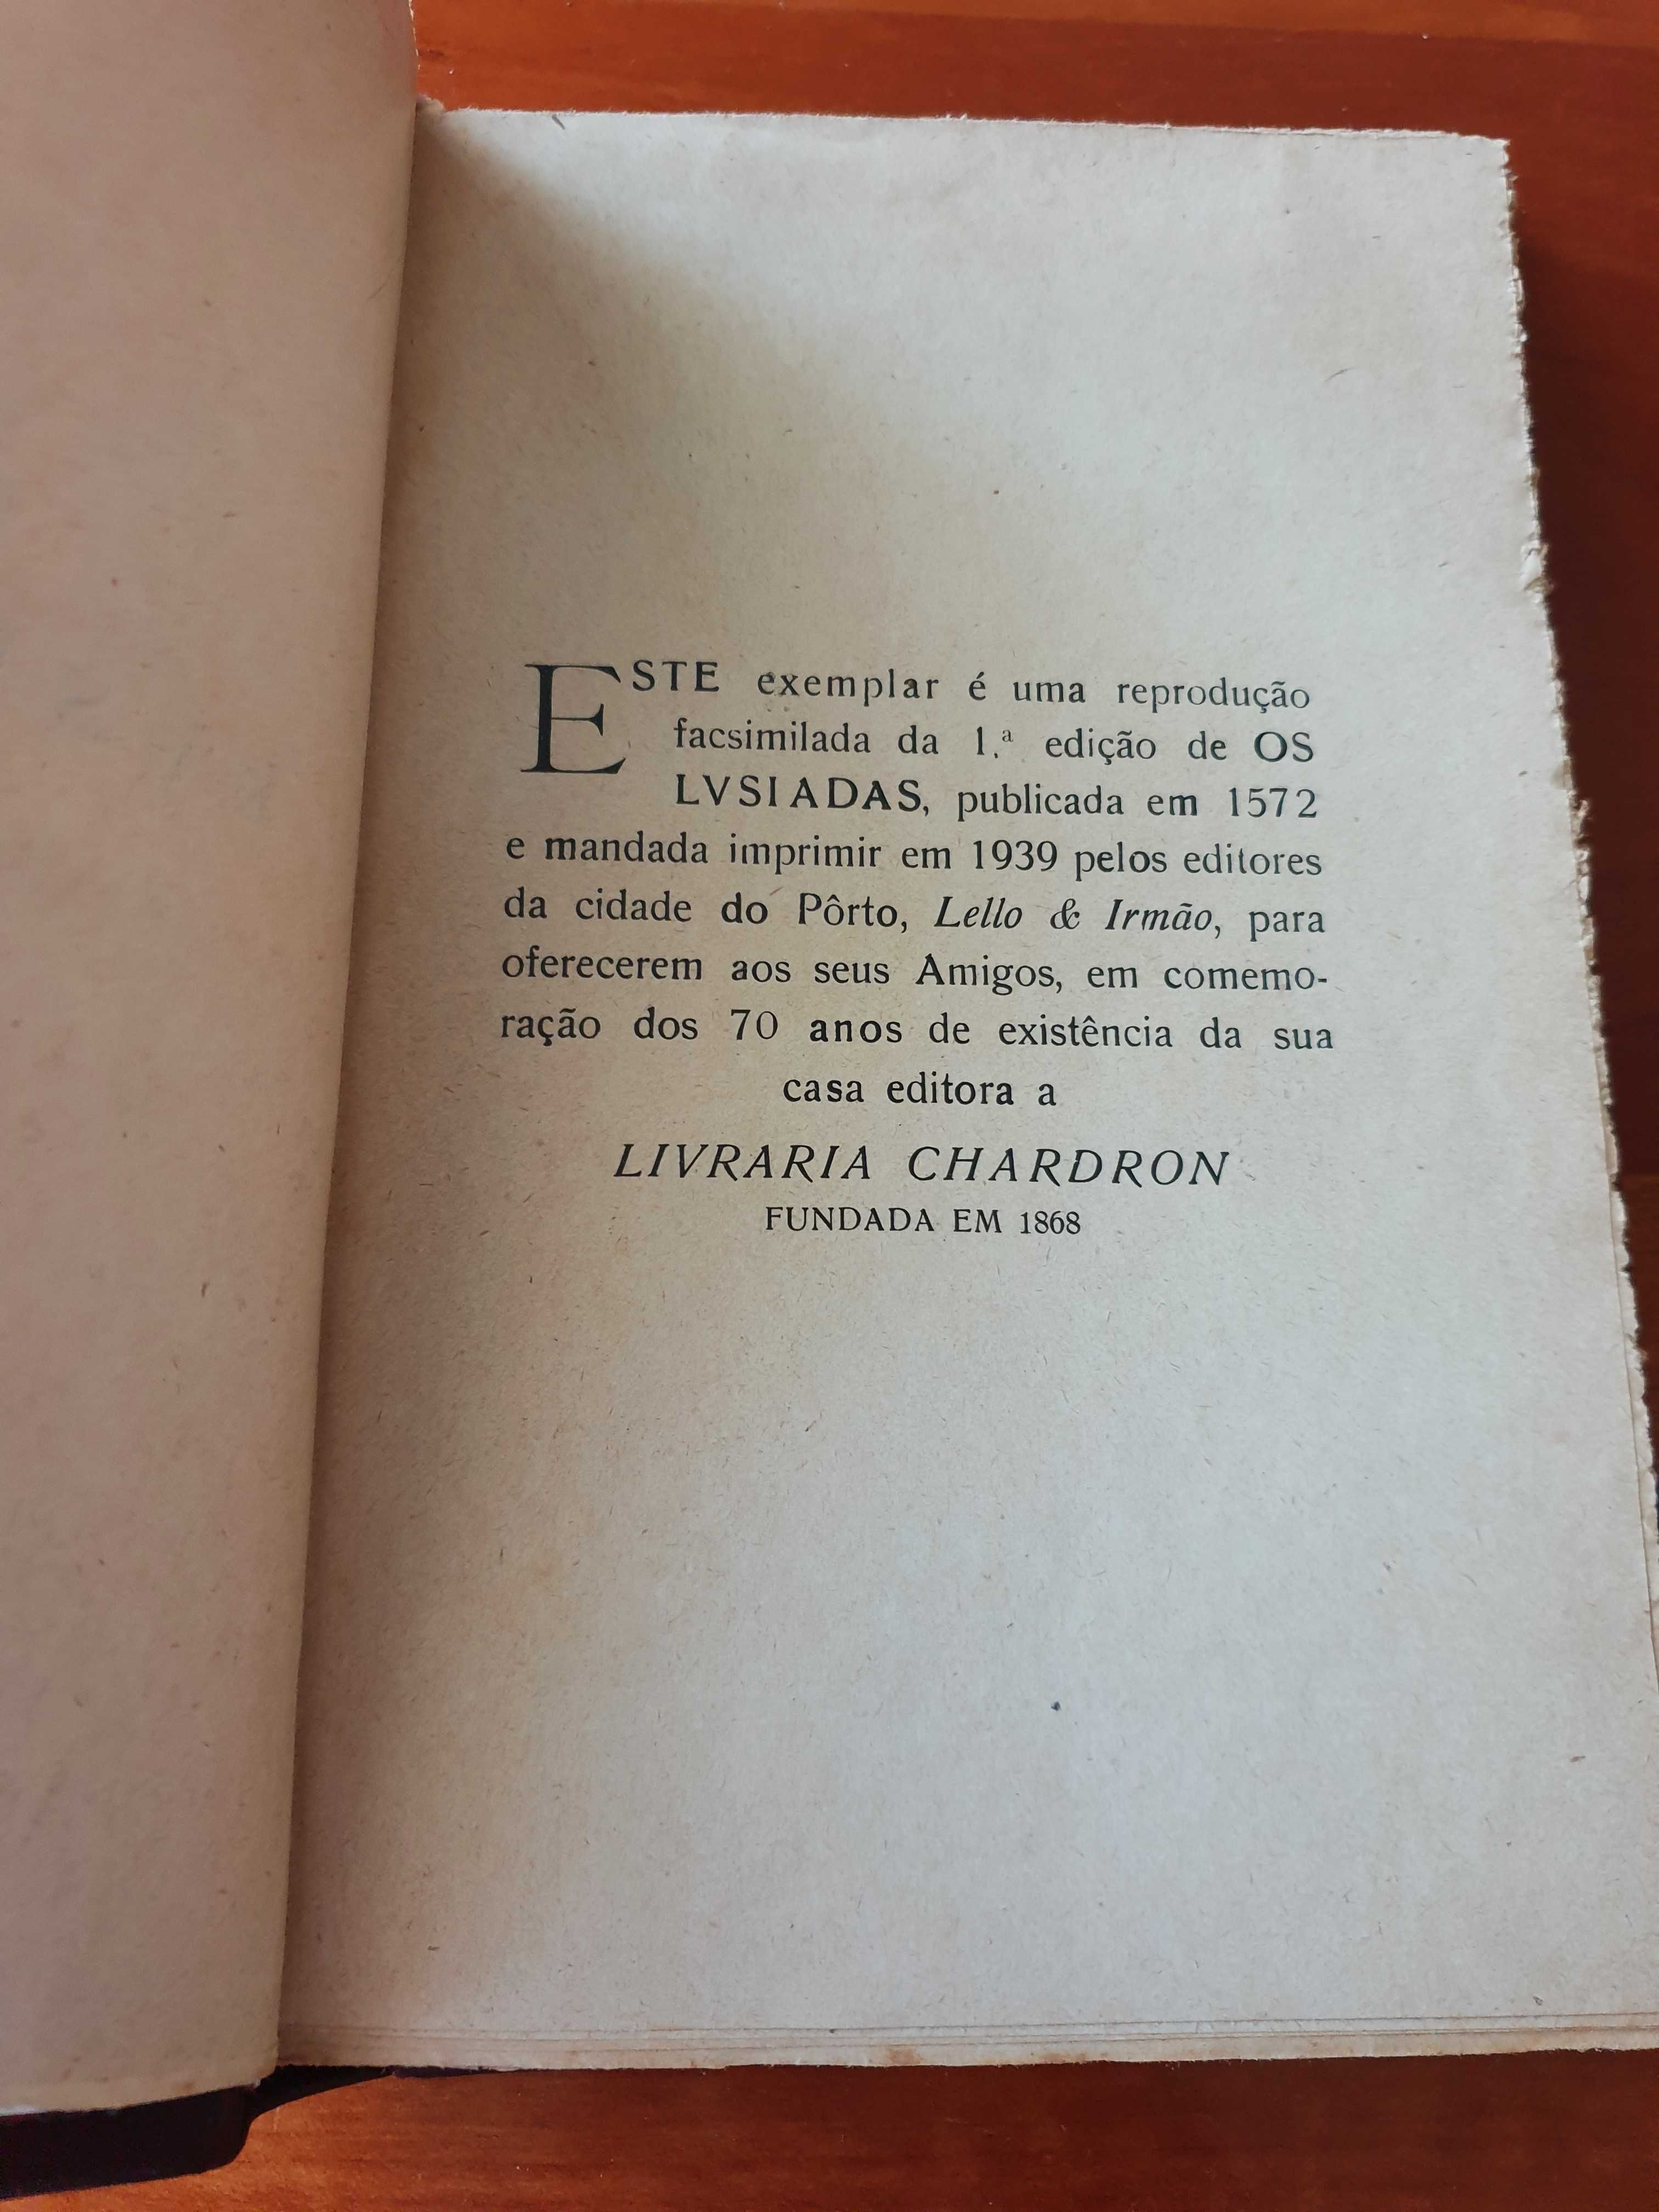 ESTE exemplar é uma reprodução
facsimilada da 1.ª edição de OS
LVSIADAS, publicada em 1572
e mandada imprimir em 1939 pelos editores
da cidade do Pôrto, Lello & Irmão, para
oferecerem aos seus Amigos, em comemo-
ração dos 70 anos de existência da sua
casa editora a
LIVRARIA CHARDRON
FUNDADA EM 1868